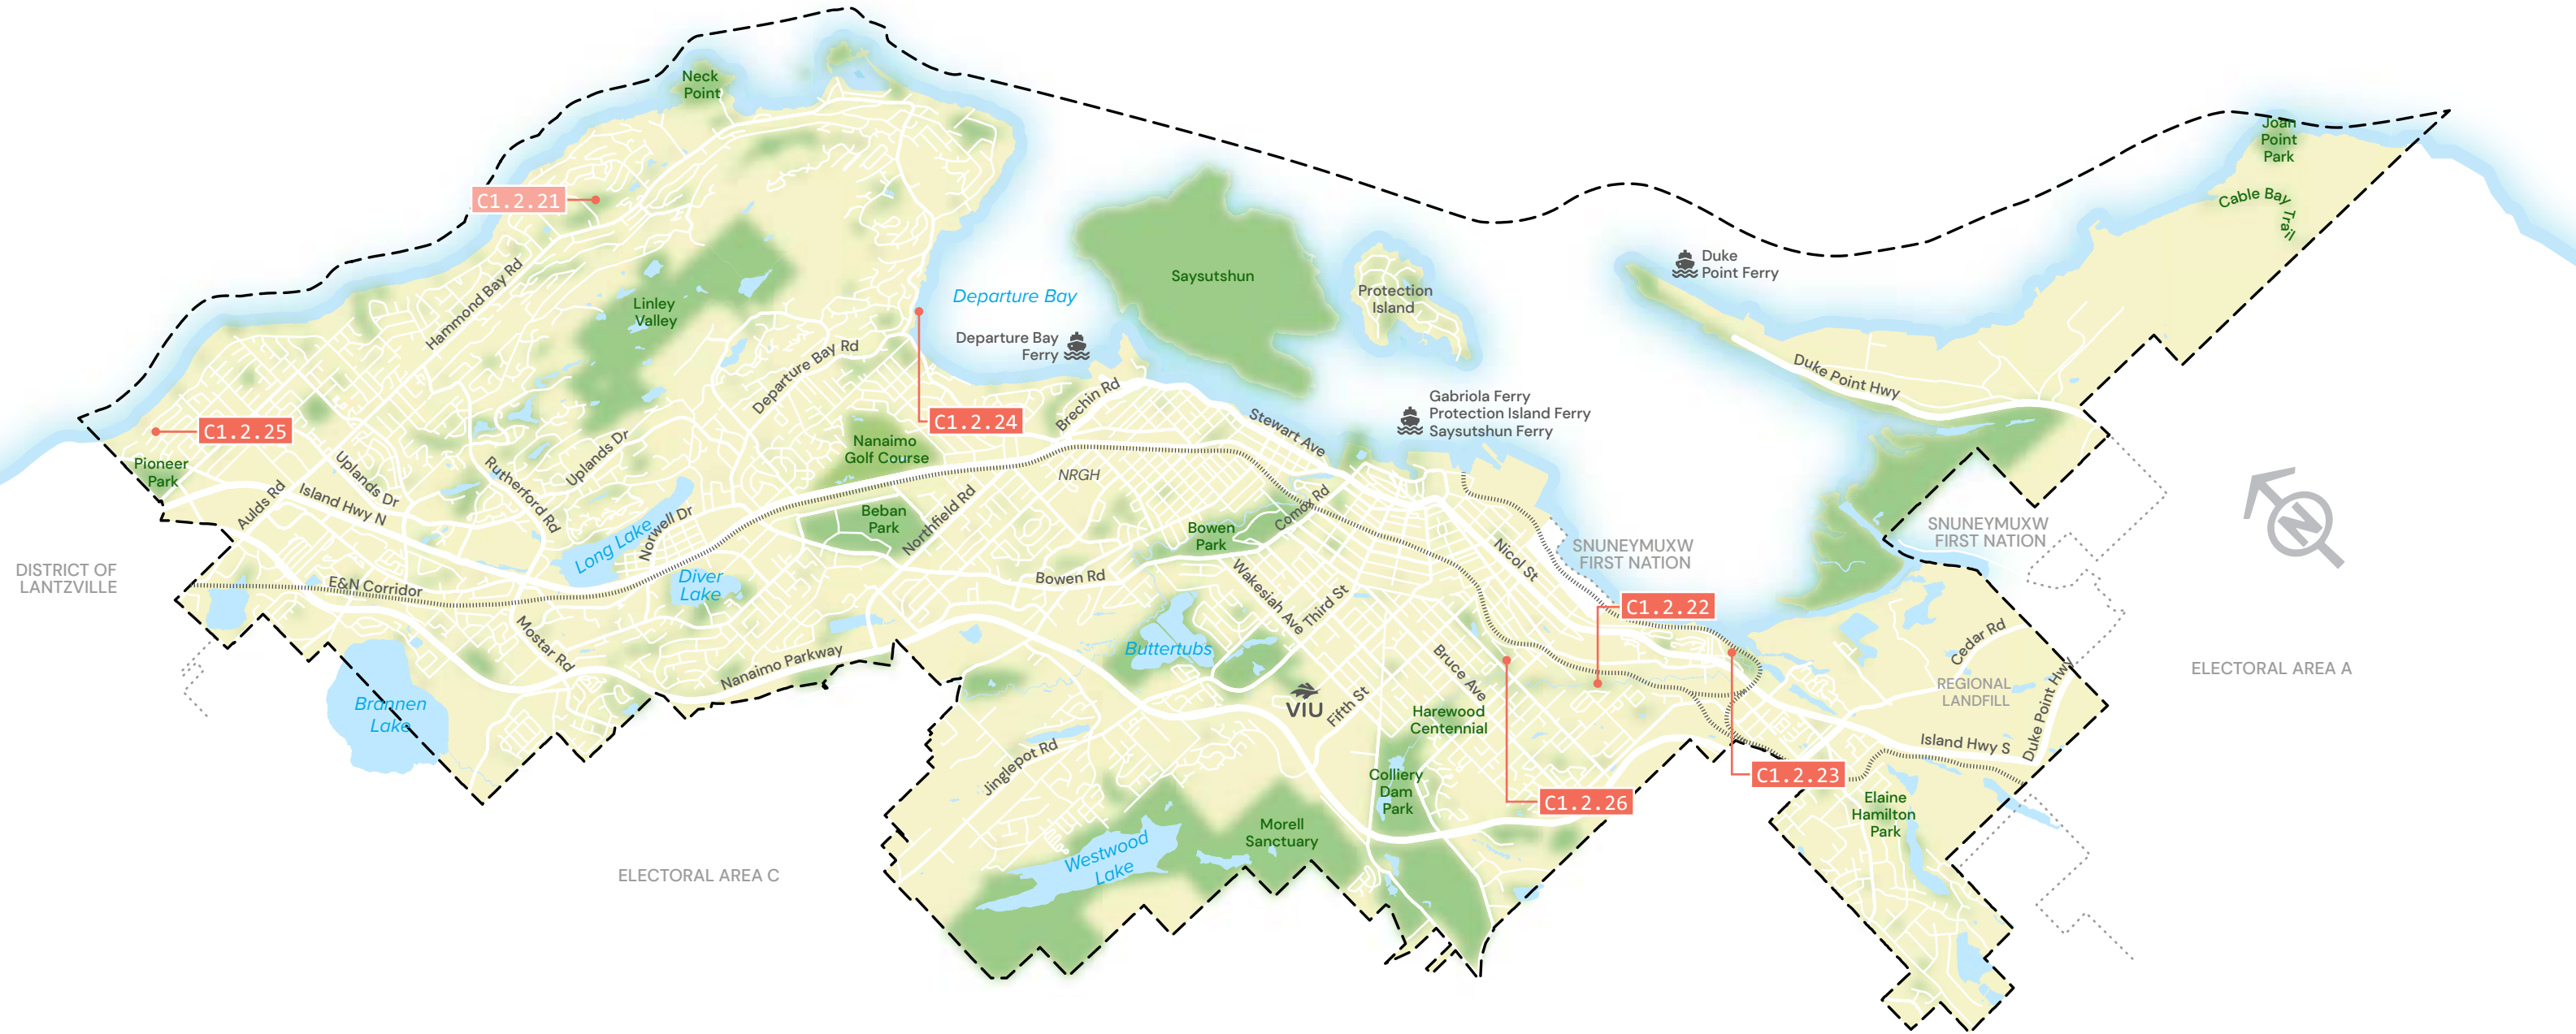 Neck
Point
Joan
Point
Park
Cable Bay
Trail
C1.2.21
Saysutshun
Duke
Point Ferry
Hammond Bay Rd
Linley
Valley
Departure Bay
Protection
Island
Departure Bay
Ferry
Departure Bay Rd
Duke Point Hwy
Brechin Rd
Gabriola Ferry
Protection Island Ferry
Saysutshun Ferry
Stewart Ave
C1.2.25
C1.2.24
Nanaimo
Golf Course
Pioneer
Park
Uplands Dr
Rutherford Rd
Uplands Dr
NRGH
Aulds Rd
Island Hwy N
Long Lake
Norwell Dr
Beban
Park
Northfield Rd
Bowen
Park
Comox Rd
Nicol St
SNUNEYMUXW
FIRST NATION
SNUNEYMUXW
FIRST NATION
DISTRICT OF
LANTZVILLE
E&N Corridor
Diver
Lake
Bowen Rd
Wakesiah Ave
Third St
C1.2.22
Mostar Rd
Buttertubs
Nanaimo Parkway
Bruce Ave
Cedar Rd
ELECTORAL AREA A
REGIONAL
LANDFILL
Duke Point Hwy
Brannen
Lake
VIU
Fifth St
Harewood
Centennial
Island Hwy S
Jinglepot Rd
Colliery
Dam
Park
C1.2.23
C1.2.26
Elaine
Hamilton
Park
Morell
Sanctuary
Westwood
Lake
ELECTORAL AREA C
N